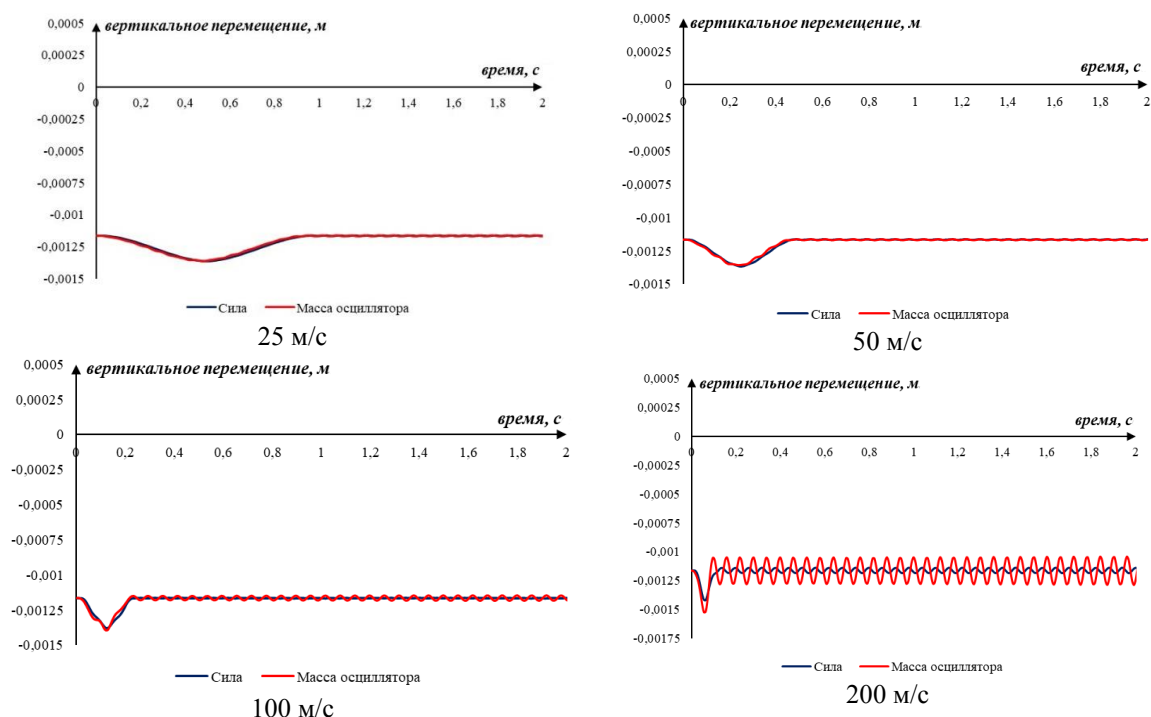 0,0005 вертикальное перемещение, м
0,00025
время, с
0
0 0,2 0,4 0,6 0,8 1 1,2 1,4 1,6 1,8 2
-0,00025
-0,0005
-0,00075
-0,001
-0,00125
-0,0015
Сила Масса осциллятора
25 м/с
0,0005 вертикальное перемещение, м
0,00025
время, с
0
0 0,2 0,4 0,6 0,8 1 1,2 1,4 1,6 1,8 2
-0,00025
-0,0005
-0,00075
-0,001
-0,00125
-0,0015
Сила Масса осциллятора
50 м/с
0,0005 вертикальное перемещение, м
0,00025
время, с
0
0 0,2 0,4 0,6 0,8 1 1,2 1,4 1,6 1,8 2
-0,00025
-0,0005
-0,00075
-0,001
-0,00125
-0,0015
Сила Масса осциллятора
100 м/с
0,0005 вертикальное перемещение, м
0,00025
время, с
0
0 0,2 0,4 0,6 0,8 1 1,2 1,4 1,6 1,8 2
-0,00025
-0,0005
-0,00075
-0,001
-0,00125
-0,0015
-0,00175
Сила Масса осциллятора
200 м/с